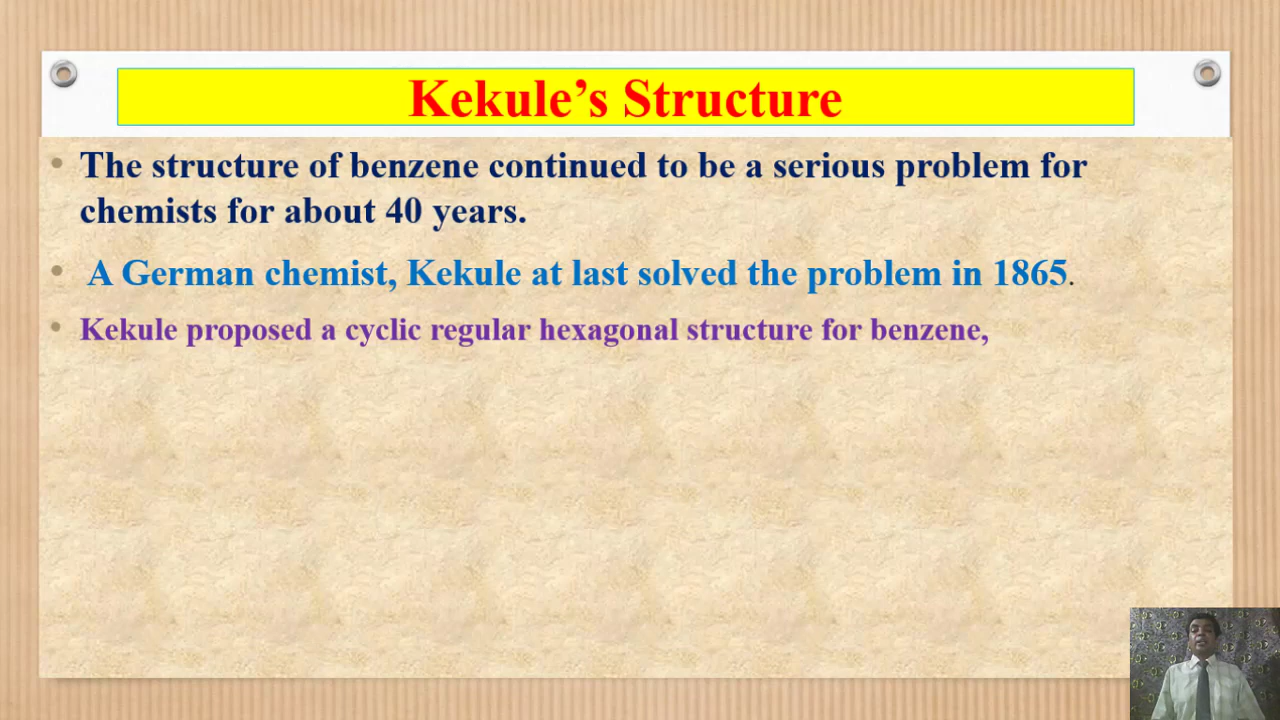 Kekule’s Structure
• The structure of benzene continued to be a serious problem for
chemists for about 40 years.
• A German chemist, Kekule at last solved the problem in 1865.
• Kekule proposed a cyclic regular hexagonal structure for benzene,